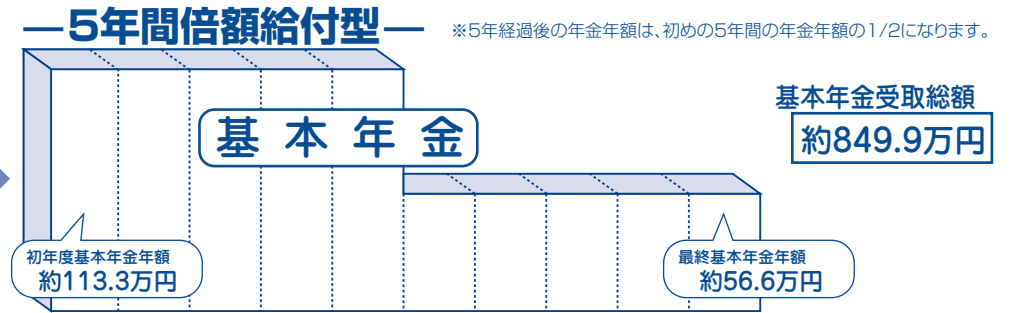 ―5年間倍額給付型―
※5年経過後の年金年額は、初めの5年間の年金年額の1/2になります。
基本年金受取総額
約849.9万円
基本年金
初年度基本年金年額
約113.3万円
最終基本年金年額
約56.6万円